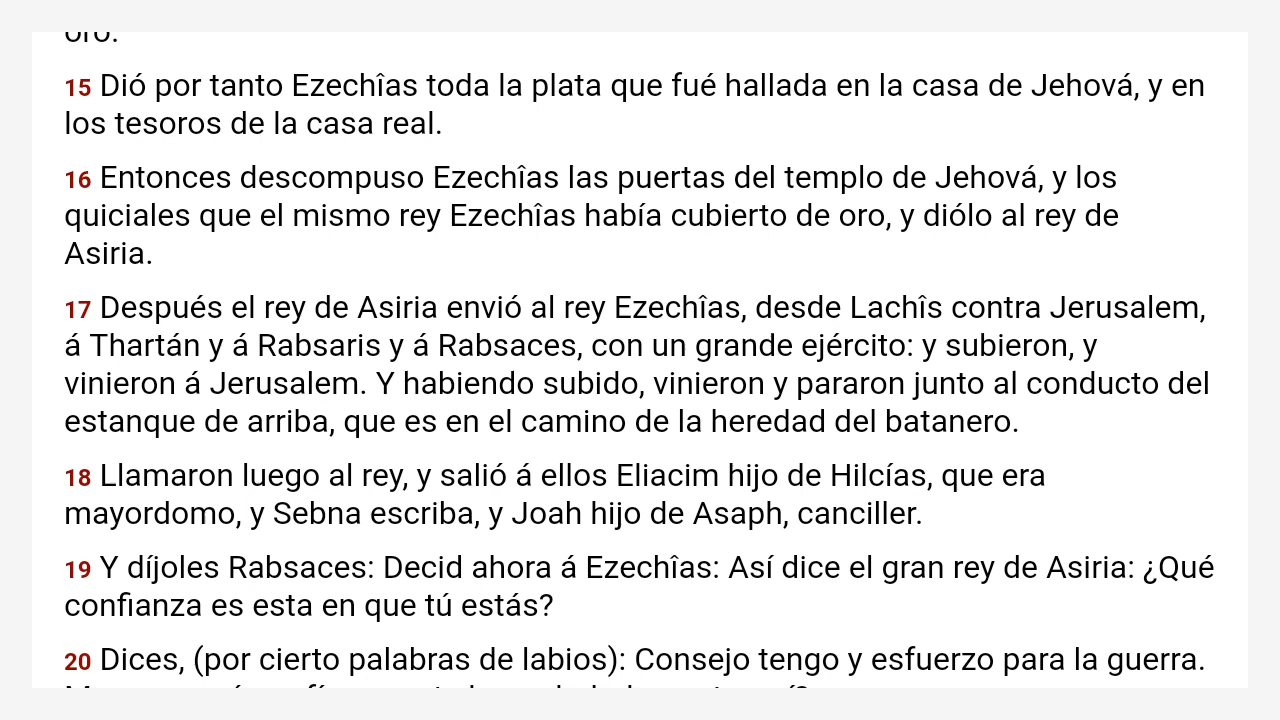 oro.
15 Dió por tanto Ezechîas toda la plata que fué hallada en la casa de Jehová, y en
los tesoros de la casa real.
16 Entonces descompuso Ezechîas las puertas del templo de Jehová, y los
quiciales que el mismo rey Ezechîas había cubierto de oro, y diólo al rey de
Asiria.
17 Después el rey de Asiria envió al rey Ezechîas, desde Lachîs contra Jerusalem,
á Thartán y á Rabsaris y á Rabsaces, con un grande ejército: y subieron, y
vinieron á Jerusalem. Y habiendo subido, vinieron y pararon junto al conducto del
estanque de arriba, que es en el camino de la heredad del batanero.
18 Llamaron luego al rey, y salió á ellos Eliacim hijo de Hilcías, que era
mayordomo, y Sebna escriba, y Joah hijo de Asaph, canciller.
19 Y díjoles Rabsaces: Decid ahora á Ezechîas: Así dice el gran rey de Asiria: ¿Qué
confianza es esta en que tú estás?
20 Dices, (por cierto palabras de labios): Consejo tengo y esfuerzo para la guerra.